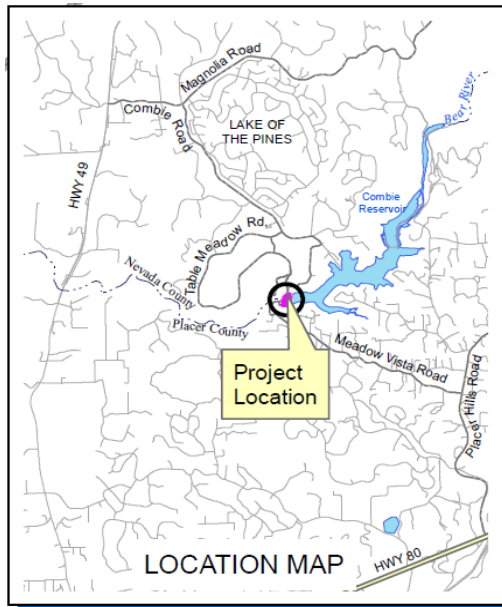 Magnolia Road
Combie Road
LAKE OF
THE PINES
Bear River
HWY 49
Combie
Reservoir
Table Meadow Rd.
Nevada County
Placer County
Meadow Vista Road
Project
Location
Placer Hills Road
LOCATION MAP
HWY 80